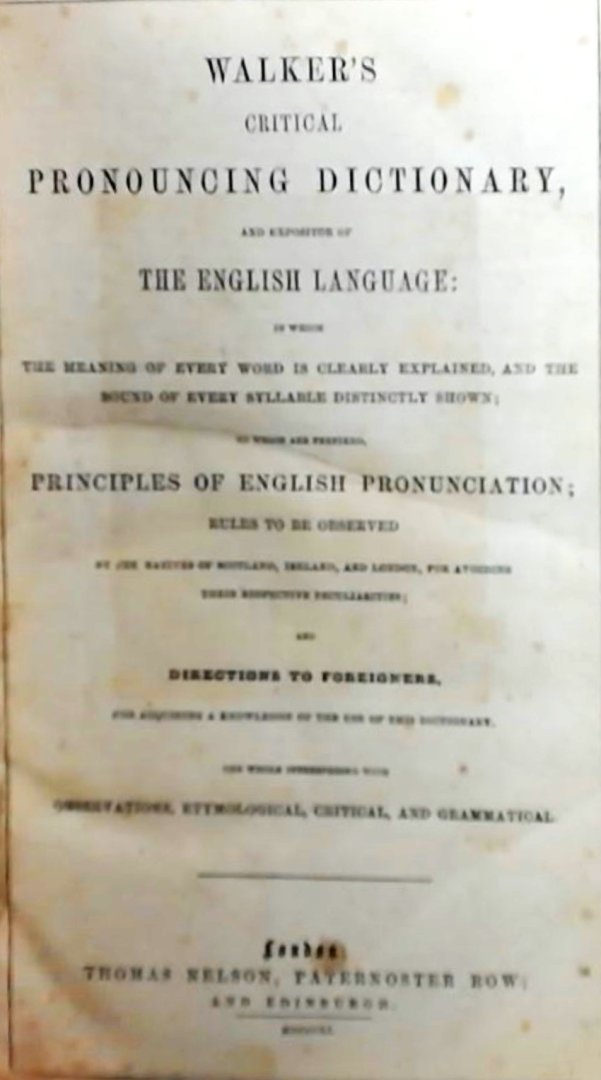 WALKER'S
CRITICAL
PRONOUNCING DICTIONARY,
AND EXPOSITOR OF
THE ENGLISH LANGUAGE:
IN WHICH
THE MEANING OF EVERY WORD IS CLEARLY EXPLAINED, AND THE
SOUND OF EVERY SYLLABLE DISTINCTLY SHOWN;
TO WHICH ARE PREFIXED,
PRINCIPLES OF ENGLISH PRONUNCIATION;
RULES TO BE OBSERVED
BY THE NATIVES OF SCOTLAND, IRELAND, AND LONDON, FOR AVOIDING
THEIR RESPECTIVE PECULIARITIES;
AND
DIRECTIONS TO FOREIGNERS,
FOR ACQUIRING A KNOWLEDGE OF THE USE OF THIS DICTIONARY.
THE WHOLE INTERSPERSED WITH
OBSERVATIONS, ETYMOLOGICAL, CRITICAL, AND GRAMMATICAL
London:
THOMAS NELSON, PATERNOSTER ROW;
AND EDINBURGH.